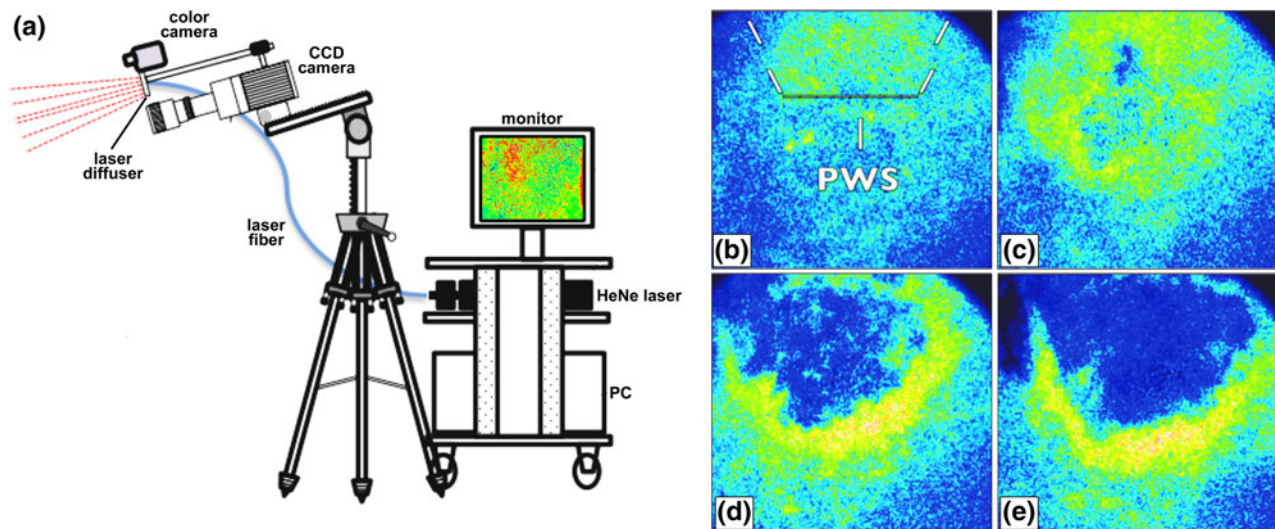 (a)
color
camera
CCD
camera
laser
diffuser
laser
fiber
monitor
HeNe laser
PC
PWS
(b)
(c)
(d)
(e)